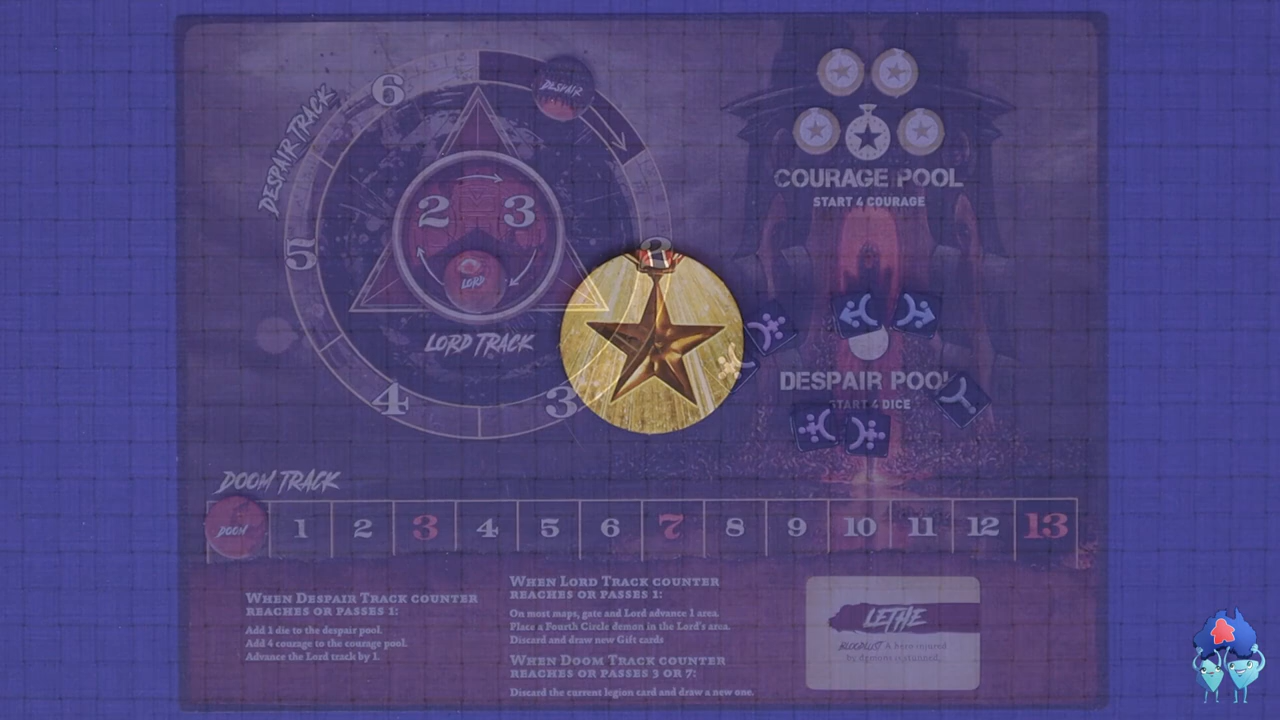 6
DESPAIR
DESPAIR TRACK
2
3
5
LORD
2
LORD TRACK
4
3
COURAGE POOL
START 4 COURAGE
DESPAIR POOL
START 4 DICE
DOOM TRACK
DOOM
1
2
3
4
5
6
7
8
9
10
11
12
13
WHEN DESPAIR TRACK COUNTER
REACHES OR PASSES 1:
Add 1 die to the despair pool.
Add 4 courage to the courage pool.
Advance the Lord track by 1.
WHEN LORD TRACK COUNTER
REACHES OR PASSES 1:
On most maps, gate and Lord advance 1 area.
Place a Fourth Circle demon in the Lord's area.
Discard and draw new Gift cards
WHEN DOOM TRACK COUNTER
REACHES OR PASSES 3 OR 7:
Discard the current legion card and draw a new one.
LETHE
BLOODLUST A hero injured
by demons is stunned.